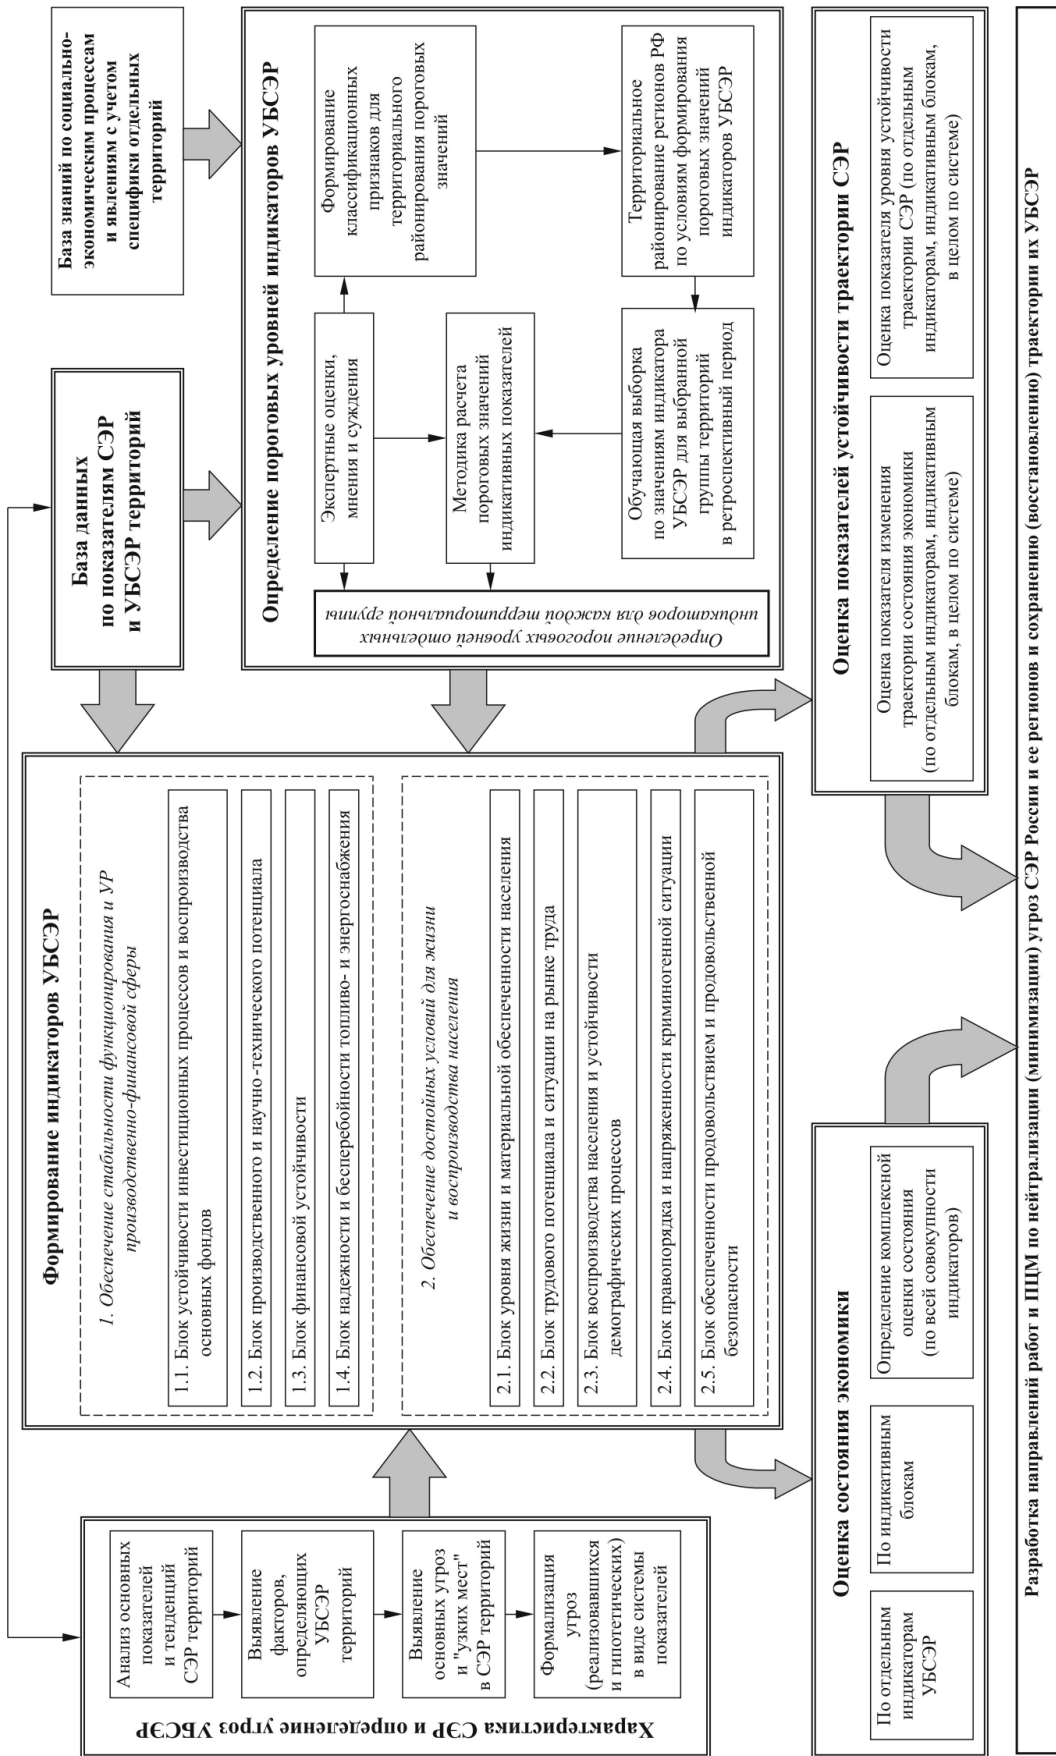 Характеристика СЭР и определение угроз УБСЭР
Анализ основных
показателей
и тенденций
СЭР территорий
Выявление
факторов,
определяющих
УБСЭР
территорий
Выявление
основных угроз
и "узких мест"
в СЭР территорий
Формализация
угроз
(реализовавшихся
и гипотетических)
в виде системы
показателей
Формирование индикаторов УБСЭР
1. Обеспечение стабильности функционирования и УР
производственно-финансовой сферы
1.1. Блок устойчивости инвестиционных процессов и воспроизводства
основных фондов
1.2. Блок производственного и научно-технического потенциала
1.3. Блок финансовой устойчивости
1.4. Блок надежности и бесперебойности топливо- и энергоснабжения
2. Обеспечение достойных условий для жизни
и воспроизводства населения
2.1. Блок уровня жизни и материальной обеспеченности населения
2.2. Блок трудового потенциала и ситуации на рынке труда
2.3. Блок воспроизводства населения и устойчивости
демографических процессов
2.4. Блок правопорядка и напряженности криминогенной ситуации
2.5. Блок обеспеченности продовольствием и продовольственной
безопасности
База данных
по показателям СЭР
и УБСЭР территорий
База знаний по социально-
экономическим процессам
и явлениям с учетом
специфики отдельных
территорий
Определение пороговых уровней индикаторов УБСЭР
Определение пороговых уровней отдельных
индикаторов для каждой территориальной группы
Экспертные оценки,
мнения и суждения
Формирование
классификационных
признаков для
территориального
районирования пороговых
значений
Методика расчета
пороговых значений
индикативных показателей
Обучающая выборка
по значениям индикатора
УБСЭР для выбранной
группы территорий
в ретроспективный период
Территориальное
районирование регионов РФ
по условиям формирования
пороговых значений
индикаторов УБСЭР
Оценка состояния экономики
По отдельным
индикаторам
УБСЭР
По индикативным
блокам
Определение комплексной
оценки состояния
(по всей совокупности
индикаторов)
Оценка показателей устойчивости траектории СЭР
Оценка показателя изменения
траектории состояния экономики
(по отдельным индикаторам, индикативным
блокам, в целом по системе)
Оценка показателя уровня устойчивости
траектории СЭР (по отдельным
индикаторам, индикативным блокам,
в целом по системе)
Разработка направлений работ и ПЦМ по нейтрализации (минимизации) угроз СЭР России и ее регионов и сохранению (восстановлению) траектории их УБСЭР